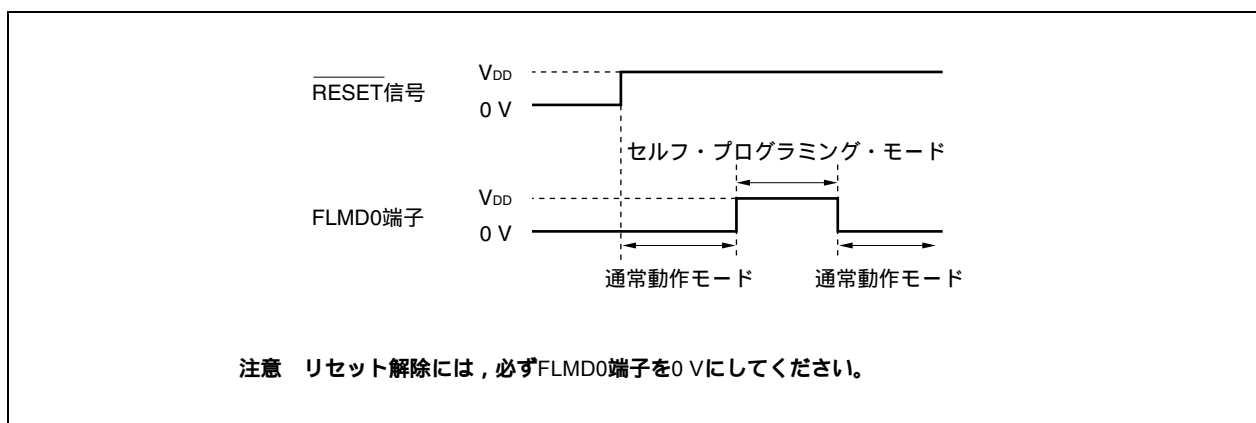 RESET信号
VDD
0 V
セルフ・プログラミング・モード
FLMD0端子
VDD
0 V
通常動作モード
通常動作モード
注意 リセット解除には，必ずFLMD0端子を0 Vにしてください。